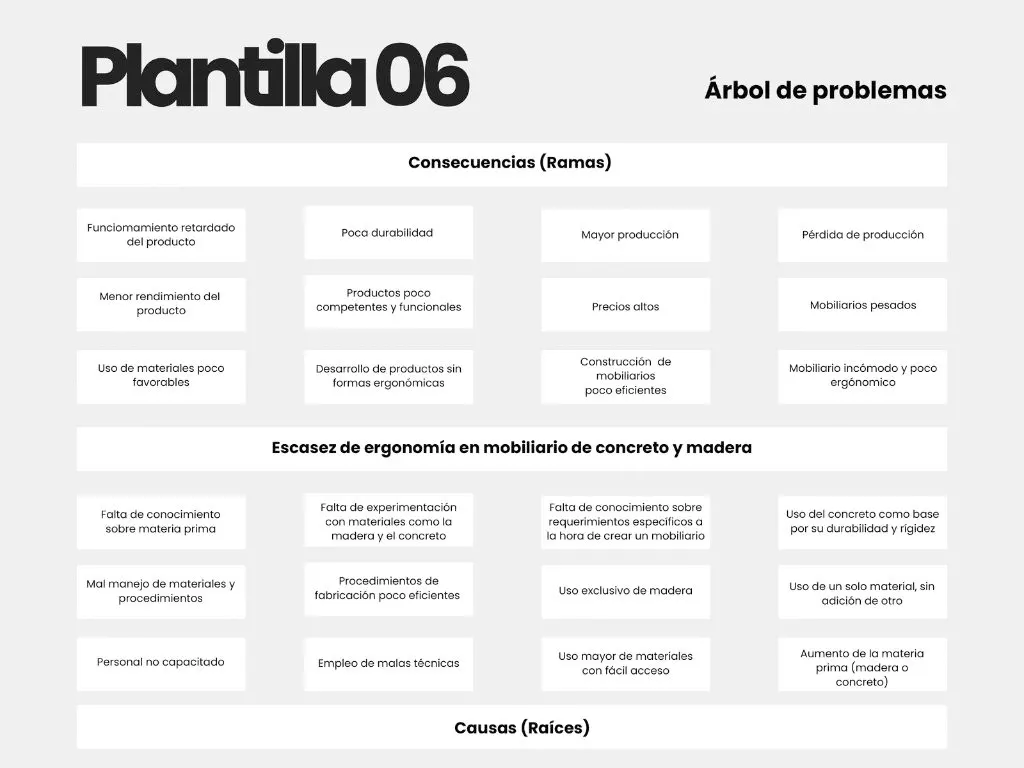 Plantilla 06
Árbol de problemas
Consecuencias (Ramas)
Funciomamiento retardado
del producto
Poca durabilidad
Mayor producción
Pérdida de producción
Menor rendimiento del
producto
Productos poco
competentes y funcionales
Precios altos
Mobiliarios pesados
Uso de materiales poco
favorables
Desarrollo de productos sin
formas ergonómicas
Construcción de
mobiliarios
poco eficientes
Mobiliario incómodo y poco
ergónomico
Escasez de ergonomía en mobiliario de concreto y madera
Falta de conocimiento
sobre materia prima
Falta de experimentación
con materiales como la
madera y el concreto
Falta de conocimiento sobre
requerimientos específicos a
la hora de crear un mobiliario
Uso del concreto como base
por su durabilidad y rígidez
Mal manejo de materiales y
procedimientos
Procedimientos de
fabricación poco eficientes
Uso exclusivo de madera
Uso de un solo material, sin
adición de otro
Personal no capacitado
Empleo de malas técnicas
Uso mayor de materiales
con fácil acceso
Aumento de la materia
prima (madera o
concreto)
Causas (Raíces)